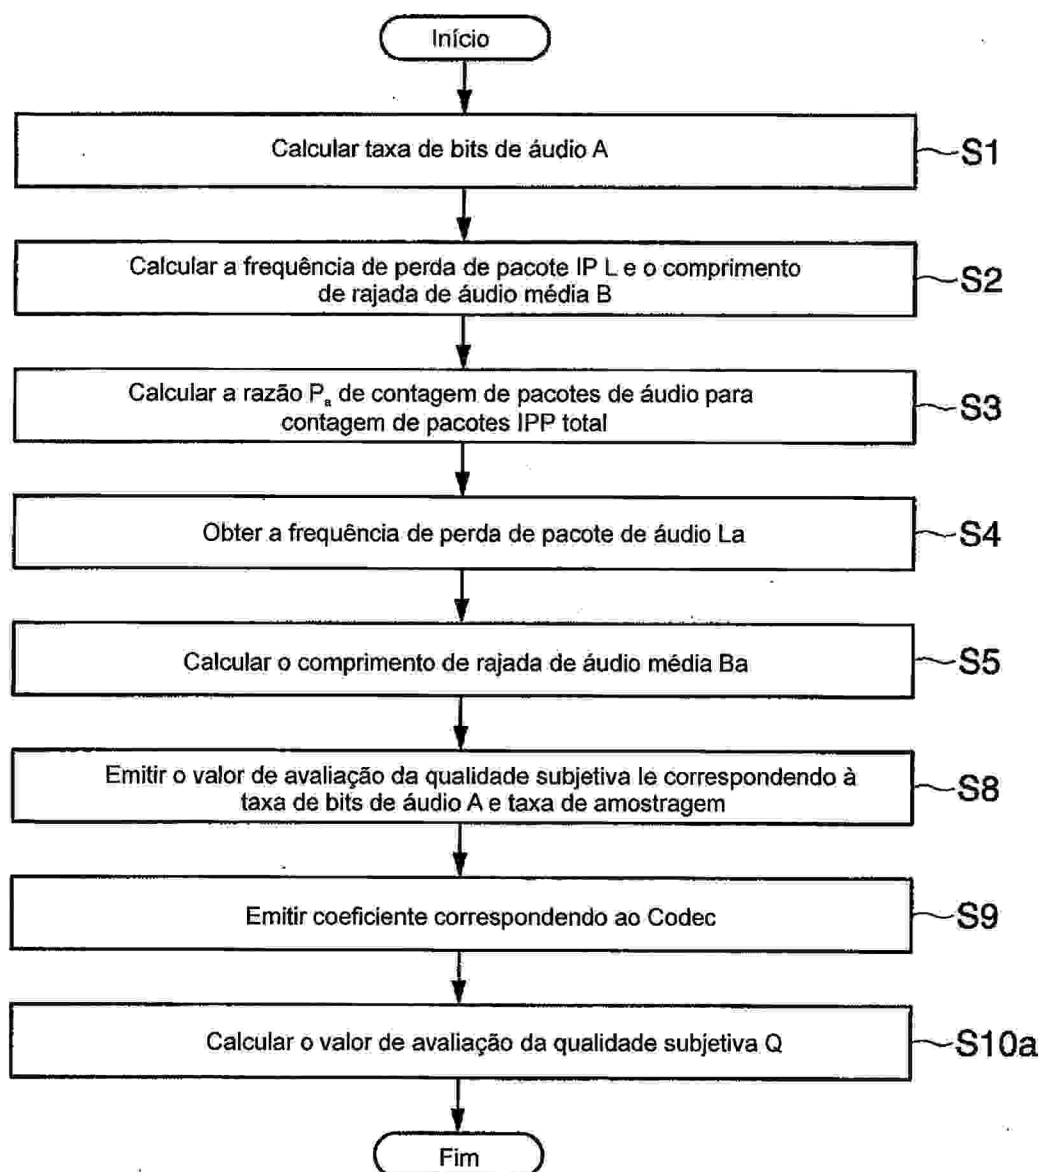 Início
Calcular taxa de bits de áudio A
S1
Calcular a frequência de perda de pacote IP L e o comprimento
de rajada de áudio média B
S2
Calcular a razão Pa de contagem de pacotes de áudio para
contagem de pacotes IPP total
S3
Obter a frequência de perda de pacote de áudio La
S4
Calcular o comprimento de rajada de áudio média Ba
S5
Emitir o valor de avaliação da qualidade subjetiva Ie correspondendo à
taxa de bits de áudio A e taxa de amostragem
S8
Emitir coeficiente correspondendo ao Codec
S9
Calcular o valor de avaliação da qualidade subjetiva Q
S10a
Fim